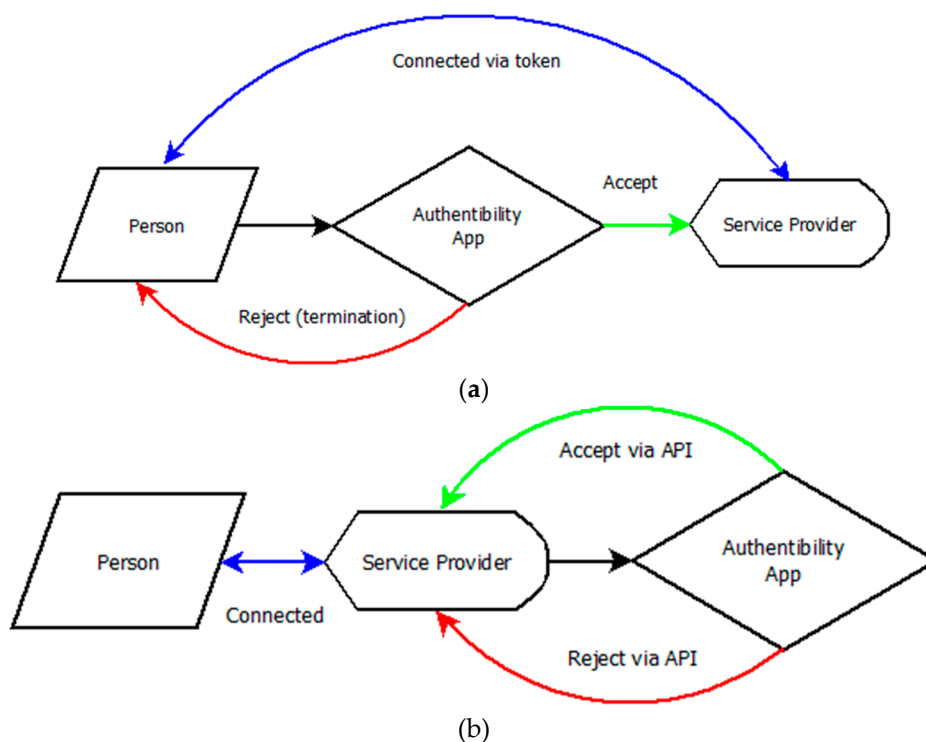 Connected via token
Accept
Person
Authentibility
App
Service Provider
Reject (termination)
(a)
Accept via API
Person
Service Provider
Authentibility
App
Connected
Reject via API
(b)